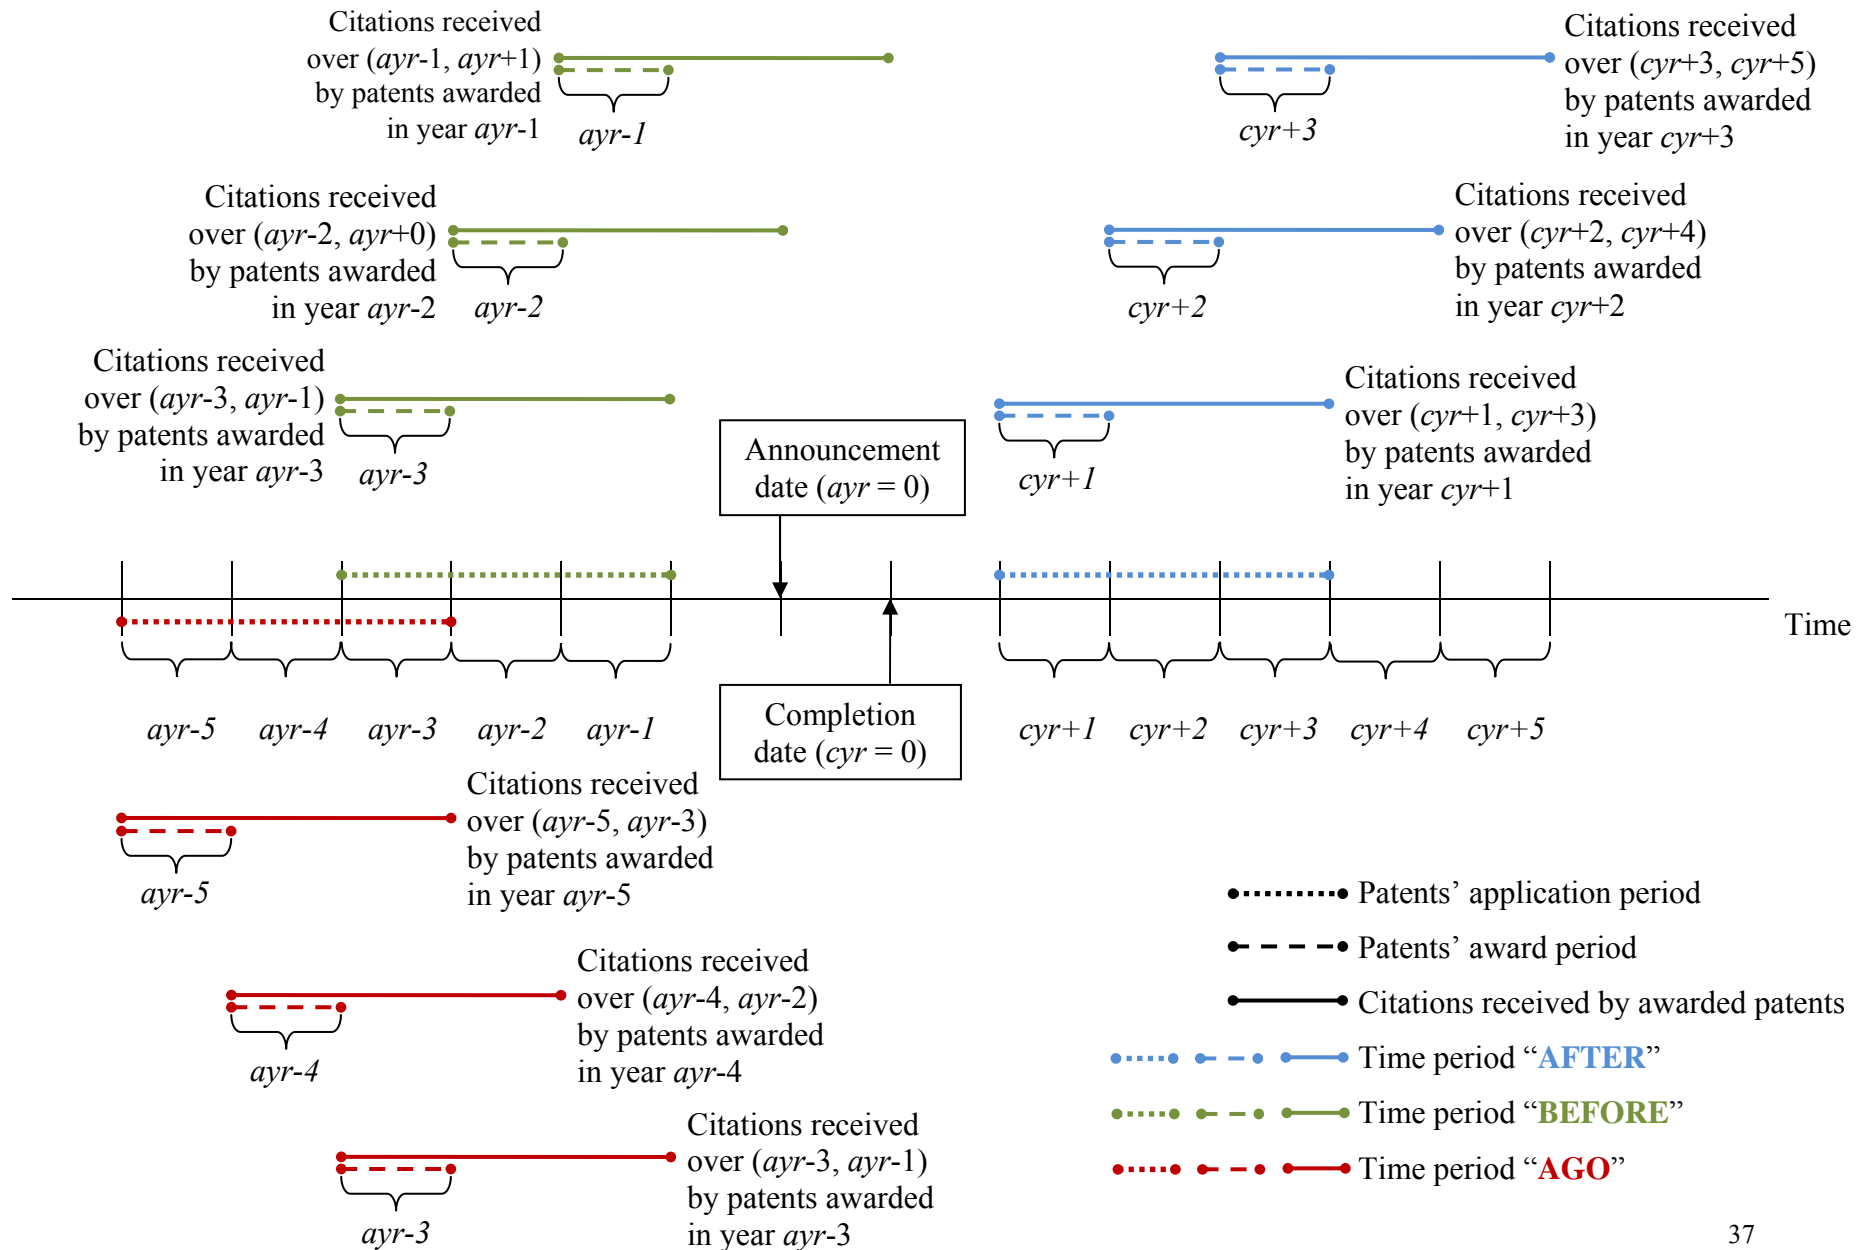 Citations received
over (ayr-1, ayr+1)
by patents awarded
in year ayr-1
ayr-1
Citations received
over (cyr+3, cyr+5)
by patents awarded
in year cyr+3
cyr+3
Citations received
over (ayr-2, ayr+0)
by patents awarded
in year ayr-2
ayr-2
Citations received
over (cyr+2, cyr+4)
by patents awarded
in year cyr+2
cyr+2
Citations received
over (ayr-3, ayr-1)
by patents awarded
in year ayr-3
ayr-3
Announcement
date (ayr = 0)
Citations received
over (cyr+1, cyr+3)
by patents awarded
in year cyr+1
cyr+1
Time
ayr-5 ayr-4 ayr-3 ayr-2 ayr-1
Completion
date (cyr = 0)
cyr+1 cyr+2 cyr+3 cyr+4 cyr+5
Citations received
over (ayr-5, ayr-3)
by patents awarded
in year ayr-5
ayr-5
Citations received
over (ayr-4, ayr-2)
by patents awarded
in year ayr-4
ayr-4
Citations received
over (ayr-3, ayr-1)
by patents awarded
in year ayr-3
ayr-3
Patents’ application period
Patents’ award period
Citations received by awarded patents
Time period “AFTER”
Time period “BEFORE”
Time period “AGO”
37